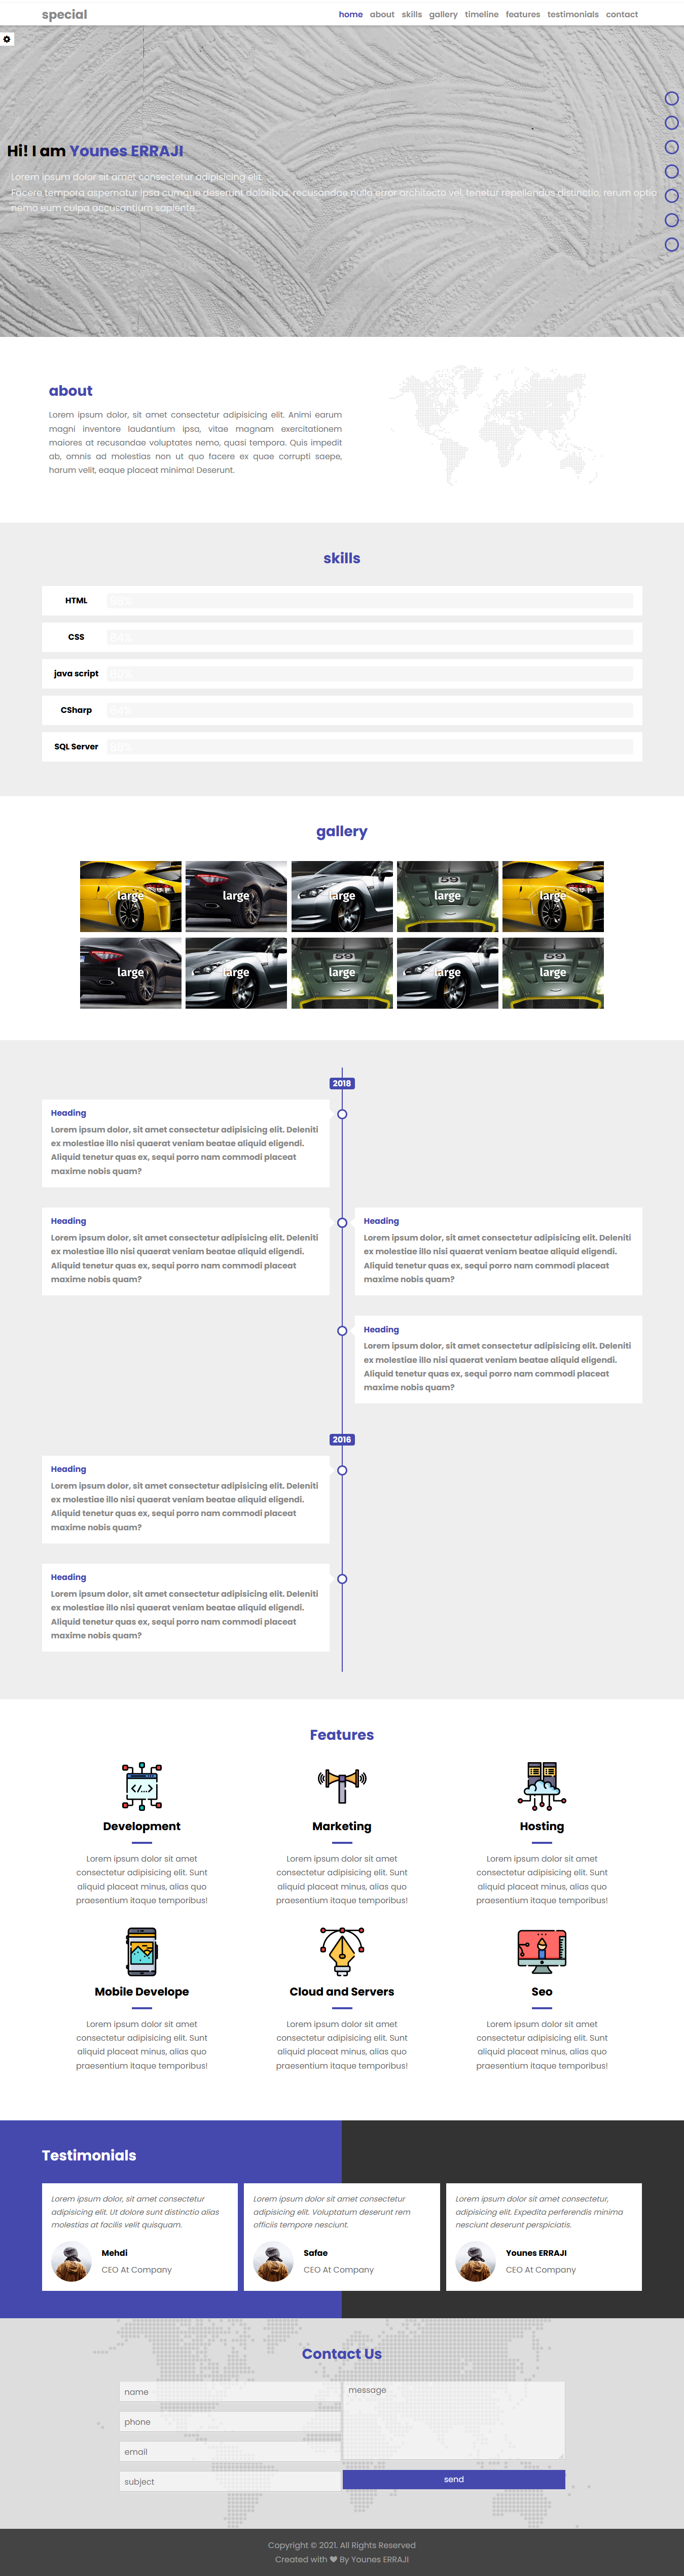 special
home about skills gallery timeline features testimonials contact
Hi! I am Younes ERRAJI
Lorem ipsum dolor sit amet consectetur adipisicing elit.
Facere tempora aspernatur ipsa cumque deserunt doloribus, recusandae nulla error architecto vel, tenetur repellendus distinctio, rerum optio
nemo eum culpa accusantium sapiente.
about
Lorem ipsum dolor, sit amet consectetur adipisicing elit. Animi earum
magni inventore laudantium ipsa, vitae magnam exercitationem
maiores at recusandae voluptates nemo, quasi tempora. Quis impedit
ab, omnis ad molestias non ut quo facere ex quae corrupti saepe,
harum velit, eaque placeat minima! Deserunt.
skills
HTML
CSS
java script
CSharp
SQL Server
gallery
large large large large large
large large large large large
59
59
59
2018
Heading
Lorem ipsum dolor, sit amet consectetur adipisicing elit. Deleniti
ex molestiae illo nisi quaerat veniam beatae aliquid eligendi.
Aliquid tenetur quas ex, sequi porro nam commodi placeat
maxime nobis quam?
Heading
Lorem ipsum dolor, sit amet consectetur adipisicing elit. Deleniti
ex molestiae illo nisi quaerat veniam beatae aliquid eligendi.
Aliquid tenetur quas ex, sequi porro nam commodi placeat
maxime nobis quam?
Heading
Lorem ipsum dolor, sit amet consectetur adipisicing elit. Deleniti
ex molestiae illo nisi quaerat veniam beatae aliquid eligendi.
Aliquid tenetur quas ex, sequi porro nam commodi placeat
maxime nobis quam?
Heading
Lorem ipsum dolor, sit amet consectetur adipisicing elit. Deleniti
ex molestiae illo nisi quaerat veniam beatae aliquid eligendi.
Aliquid tenetur quas ex, sequi porro nam commodi placeat
maxime nobis quam?
2016
Heading
Lorem ipsum dolor, sit amet consectetur adipisicing elit. Deleniti
ex molestiae illo nisi quaerat veniam beatae aliquid eligendi.
Aliquid tenetur quas ex, sequi porro nam commodi placeat
maxime nobis quam?
Heading
Lorem ipsum dolor, sit amet consectetur adipisicing elit. Deleniti
ex molestiae illo nisi quaerat veniam beatae aliquid eligendi.
Aliquid tenetur quas ex, sequi porro nam commodi placeat
maxime nobis quam?
Features
Development
Lorem ipsum dolor sit amet
consectetur adipisicing elit. Sunt
aliquid placeat minus, alias quo
praesentium itaque temporibus!
Marketing
Lorem ipsum dolor sit amet
consectetur adipisicing elit. Sunt
aliquid placeat minus, alias quo
praesentium itaque temporibus!
Hosting
Lorem ipsum dolor sit amet
consectetur adipisicing elit. Sunt
aliquid placeat minus, alias quo
praesentium itaque temporibus!
Mobile Develope
Lorem ipsum dolor sit amet
consectetur adipisicing elit. Sunt
aliquid placeat minus, alias quo
praesentium itaque temporibus!
Cloud and Servers
Lorem ipsum dolor sit amet
consectetur adipisicing elit. Sunt
aliquid placeat minus, alias quo
praesentium itaque temporibus!
Seo
Lorem ipsum dolor sit amet
consectetur adipisicing elit. Sunt
aliquid placeat minus, alias quo
praesentium itaque temporibus!
Testimonials
Lorem ipsum dolor, sit amet consectetur
adipisicing elit. Ut dolore sunt distinctio alias
molestias at facilis velit quisquam.
Mehdi
CEO At Company
Lorem ipsum dolor sit amet consectetur
adipisicing elit. Voluptatum deserunt rem
officiis tempore nesciunt.
Safae
CEO At Company
Lorem ipsum dolor sit amet consectetur,
adipisicing elit. Expedita perferendis minima
nesciunt deserunt perspiciatis.
Younes ERRAJI
CEO At Company
Contact Us
name
phone
email
subject
message
send
Copyright © 2021. All Rights Reserved
Created with ❤ By Younes ERRAJI